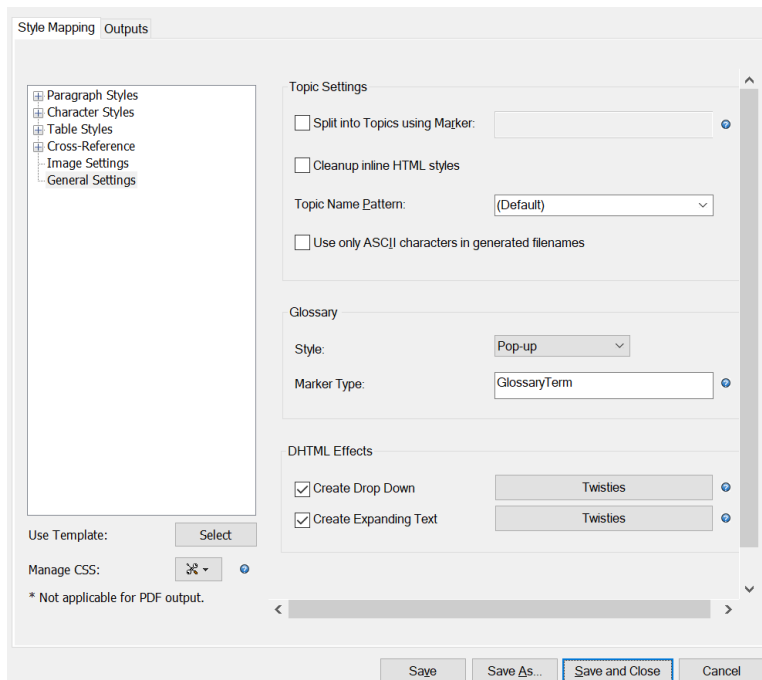 Style Mapping Outputs
Paragraph Styles
Character Styles
Table Styles
Cross-Reference
Image Settings
General Settings
Use Template: Select
Manage CSS:
* Not applicable for PDF output.
Topic Settings
Split into Topics using Marker:
Cleanup inline HTML styles
Topic Name Pattern: (Default)
Use only ASCII characters in generated filenames
Glossary
Style: Pop-up
Marker Type: GlossaryTerm
DHTML Effects
Create Drop Down Twisties
Create Expanding Text Twisties
Save Save As... Save and Close Cancel